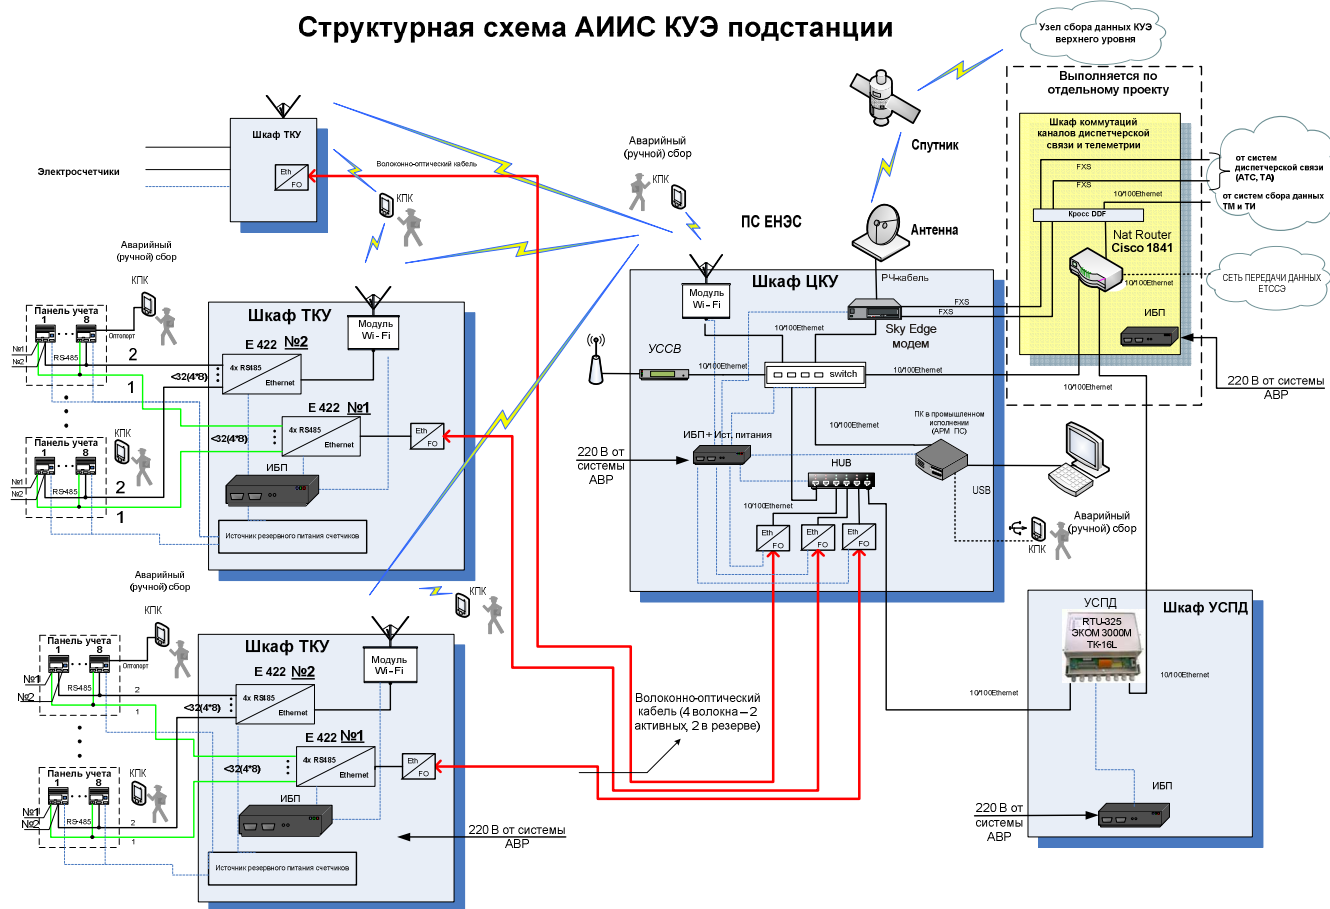 Структурная схема АИИС КУЭ подстанции
Узел сбора данных КУЭ
верхнего уровня
Выполняется по
отдельному проекту
Шкаф коммутаций
каналов диспетчерской
связи и телеметрии
FXS
FXS
10/100Ethernet
Кросс DDF
Nat Router
Cisco 1841
10/100Ethernet
ИБП
10/100Ethernet
от систем
диспетчерской связи
(АТС, ТА)
от систем сбора данных
ТМ и ТИ
СЕТЬ ПЕРЕДАЧИ ДАННЫХ
ЕТССЭ
220 В от системы
АВР
Спутник
Антенна
ПС ЕНЭС
Аварийный
(ручной) сбор
КПК
Шкаф ТКУ
Eth
FO
Электросчетчики
Волоконно-оптический кабель
КПК
Аварийный
(ручной) сбор
КПК
Панель учета
1
8
Оптопорт
№1
№2
RS-485
2
1
Шкаф ТКУ
Е 422 №2
4x RS485
Ethernet
<32(4*8)
Модуль
Wi-Fi
Е 422 №1
4x RS485
Ethernet
<32(4*8)
Eth
FO
ИБП
Источник резервного питания счетчиков
Панель учета
1
8
КПК
№1
№2
RS-485
2
1
Шкаф ЦКУ
Модуль
Wi-Fi
РЧ-кабель
FXS
FXS
Sky Edge
модем
10/100Ethernet
УССВ
10/100Ethernet
switch
10/100Ethernet
ИБП + Ист. питания
220 В от
системы
АВР
10/100Ethernet
ПК в промышленном
исполнении
(АРМ ПС)
HUB
USB
10/100Ethernet
Eth
FO
Eth
FO
Eth
FO
Аварийный
(ручной) сбор
КПК
Аварийный
(ручной) сбор
КПК
КПК
Панель учета
1
8
Оптопорт
№1
№2
RS-485
2
1
Шкаф ТКУ
Е 422 №2
4x RS485
Ethernet
<32(4*8)
Модуль
Wi-Fi
Е 422 №1
4x RS485
Ethernet
<32(4*8)
Eth
FO
ИБП
Источник резервного питания счетчиков
220 В от системы
АВР
Панель учета
1
8
КПК
№1
№2
RS-485
2
1
Волоконно-оптический
кабель (4 волокна – 2
активных, 2 в резерве)
УСПД
Шкаф УСПД
RTU-325
ЭКОМ 3000М
ТК-16L
10/100Ethernet
10/100Ethernet
ИБП
220 В от
системы
АВР